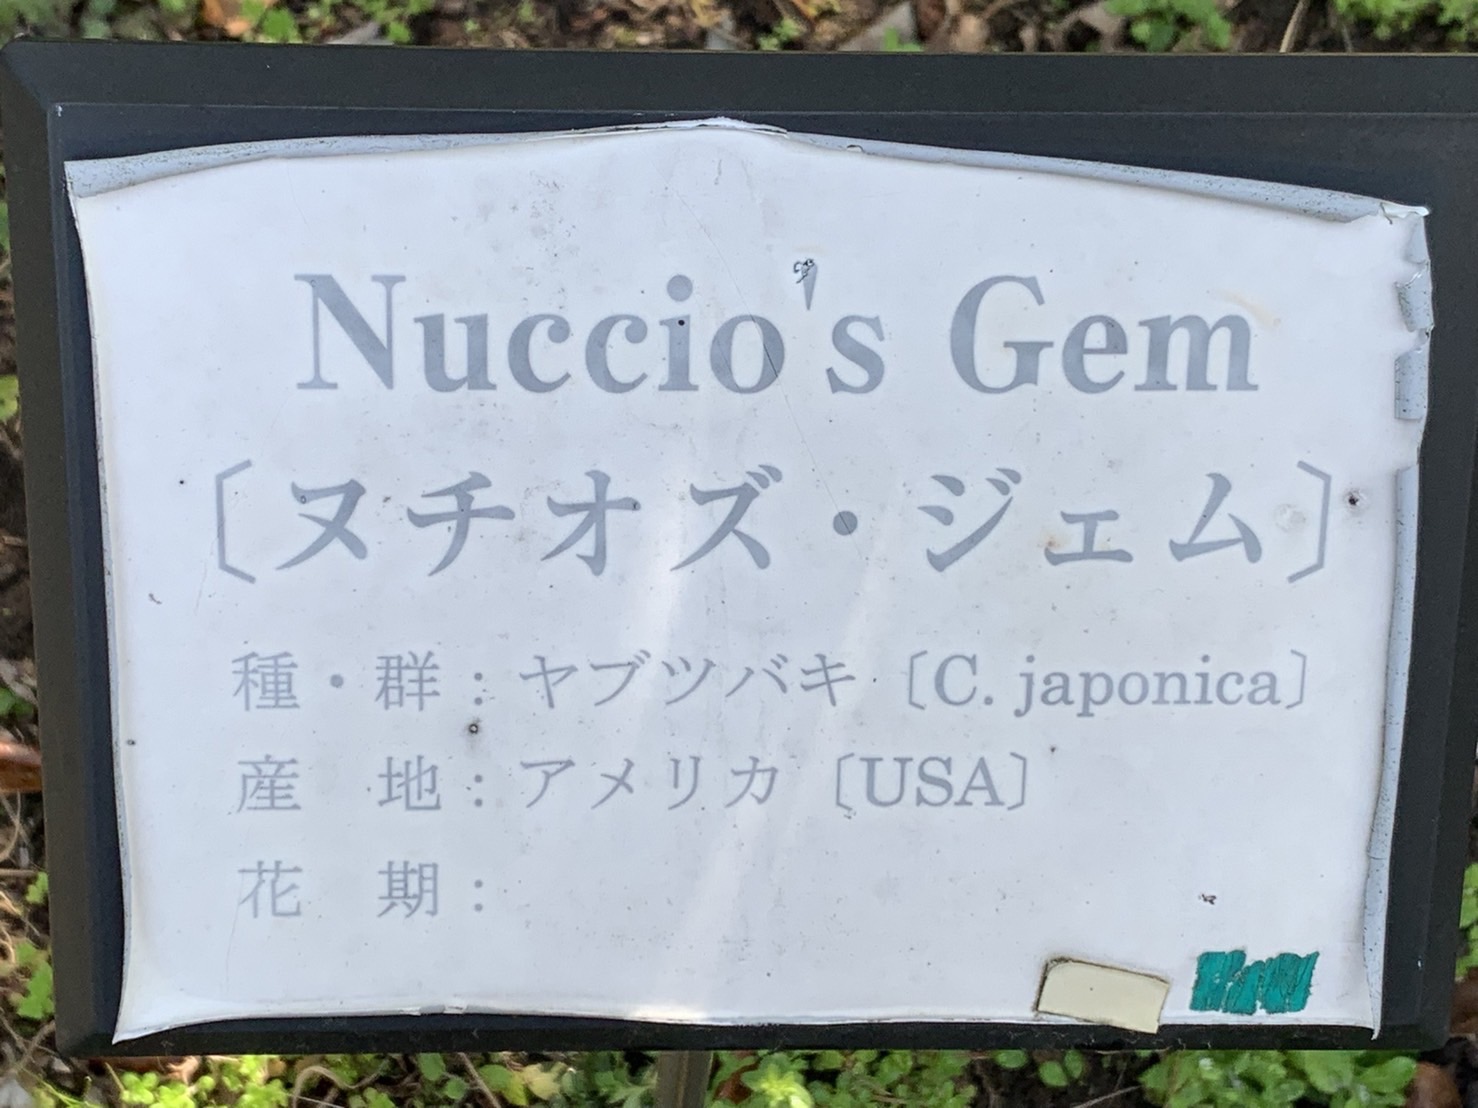 Nuccio's Gem
〔ヌチオズ・ジェム〕
種・群：ヤブツバキ〔C. japonica〕
産　地：アメリカ〔USA〕
花　期：